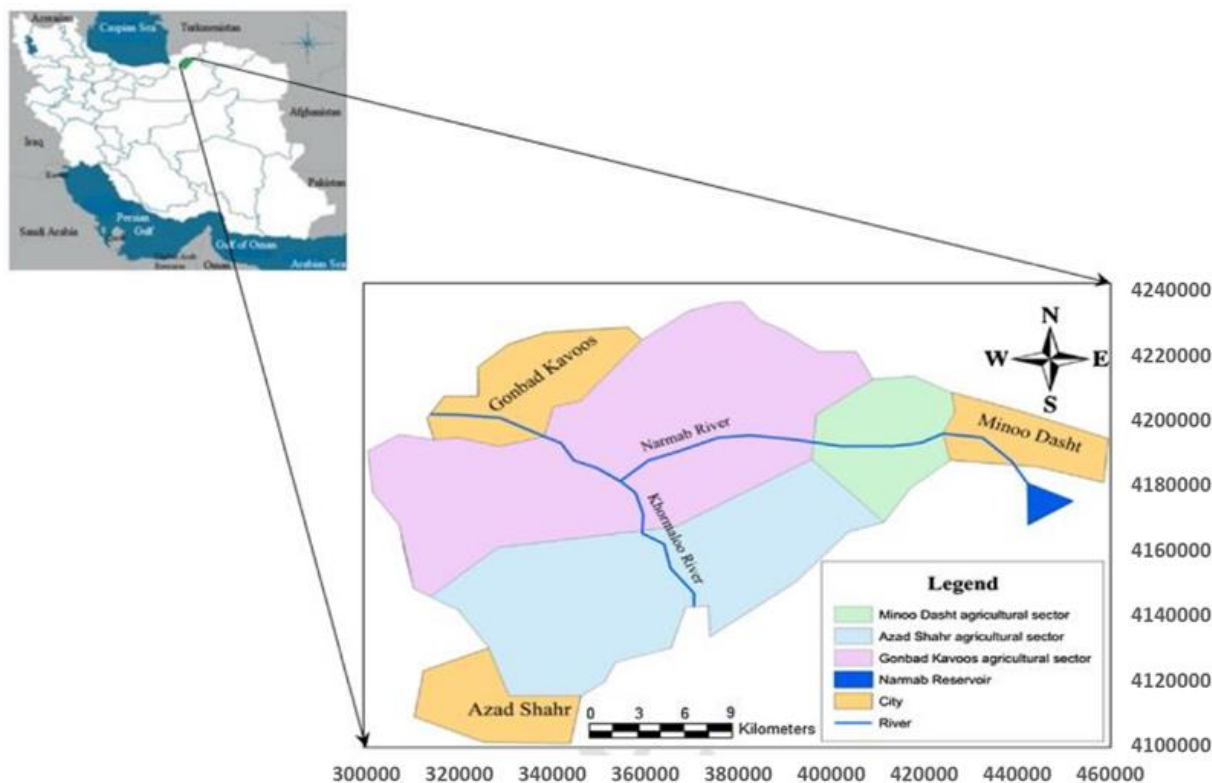 Caspian Sea
Turkmenistan
Afghanistan
Iraq
Pakistan
Persian
Gulf
Saudi Arabia
Gulf of Oman
Oman
Arabian Sea
4240000
4220000
4200000
4180000
4160000
4140000
4120000
4100000
N
W E
S
Gonbad Kavoos
Minoo Dasht
Narmab River
Khormaloo River
Azad Shahr
Legend
Minoo Dasht agricultural sector
Azad Shahr agricultural sector
Gonbad Kavoos agricultural sector
Narmab Reservoir
City
River
0 3 6 9
Kilometers
300000 320000 340000 360000 380000 400000 420000 440000 460000